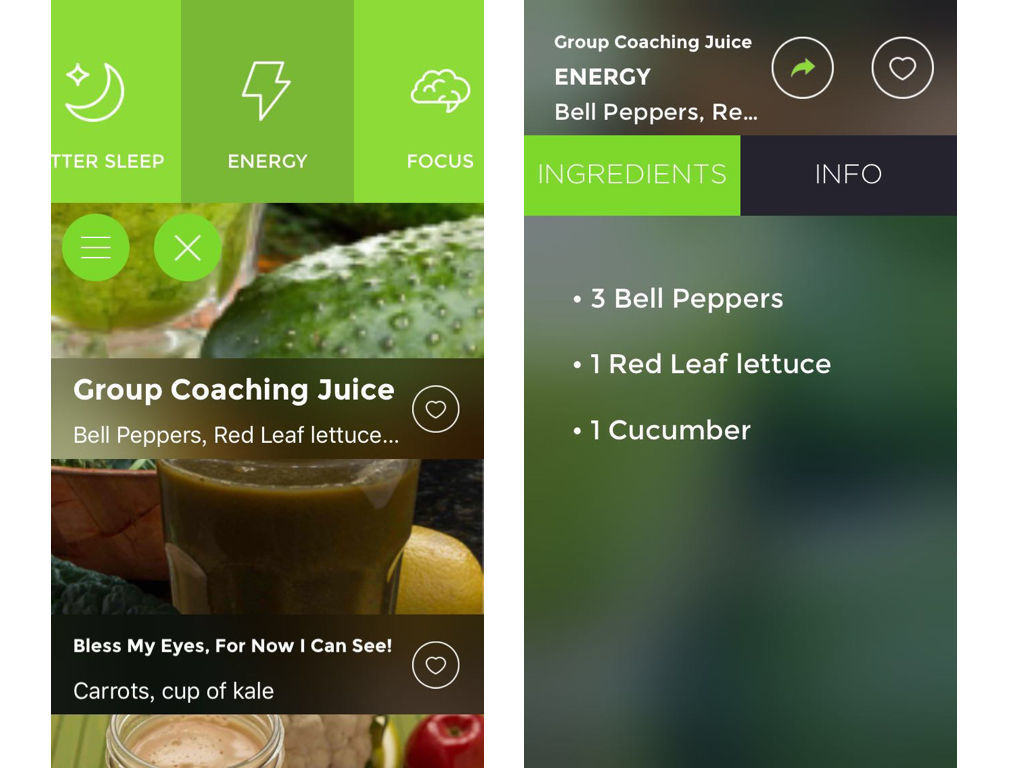 TTER SLEEP
ENERGY
FOCUS
Group Coaching Juice
Bell Peppers, Red Leaf lettuce...
Bless My Eyes, For Now I Can See!
Carrots, cup of kale
Group Coaching Juice
ENERGY
Bell Peppers, Re...
INGREDIENTS
INFO
• 3 Bell Peppers
• 1 Red Leaf lettuce
• 1 Cucumber